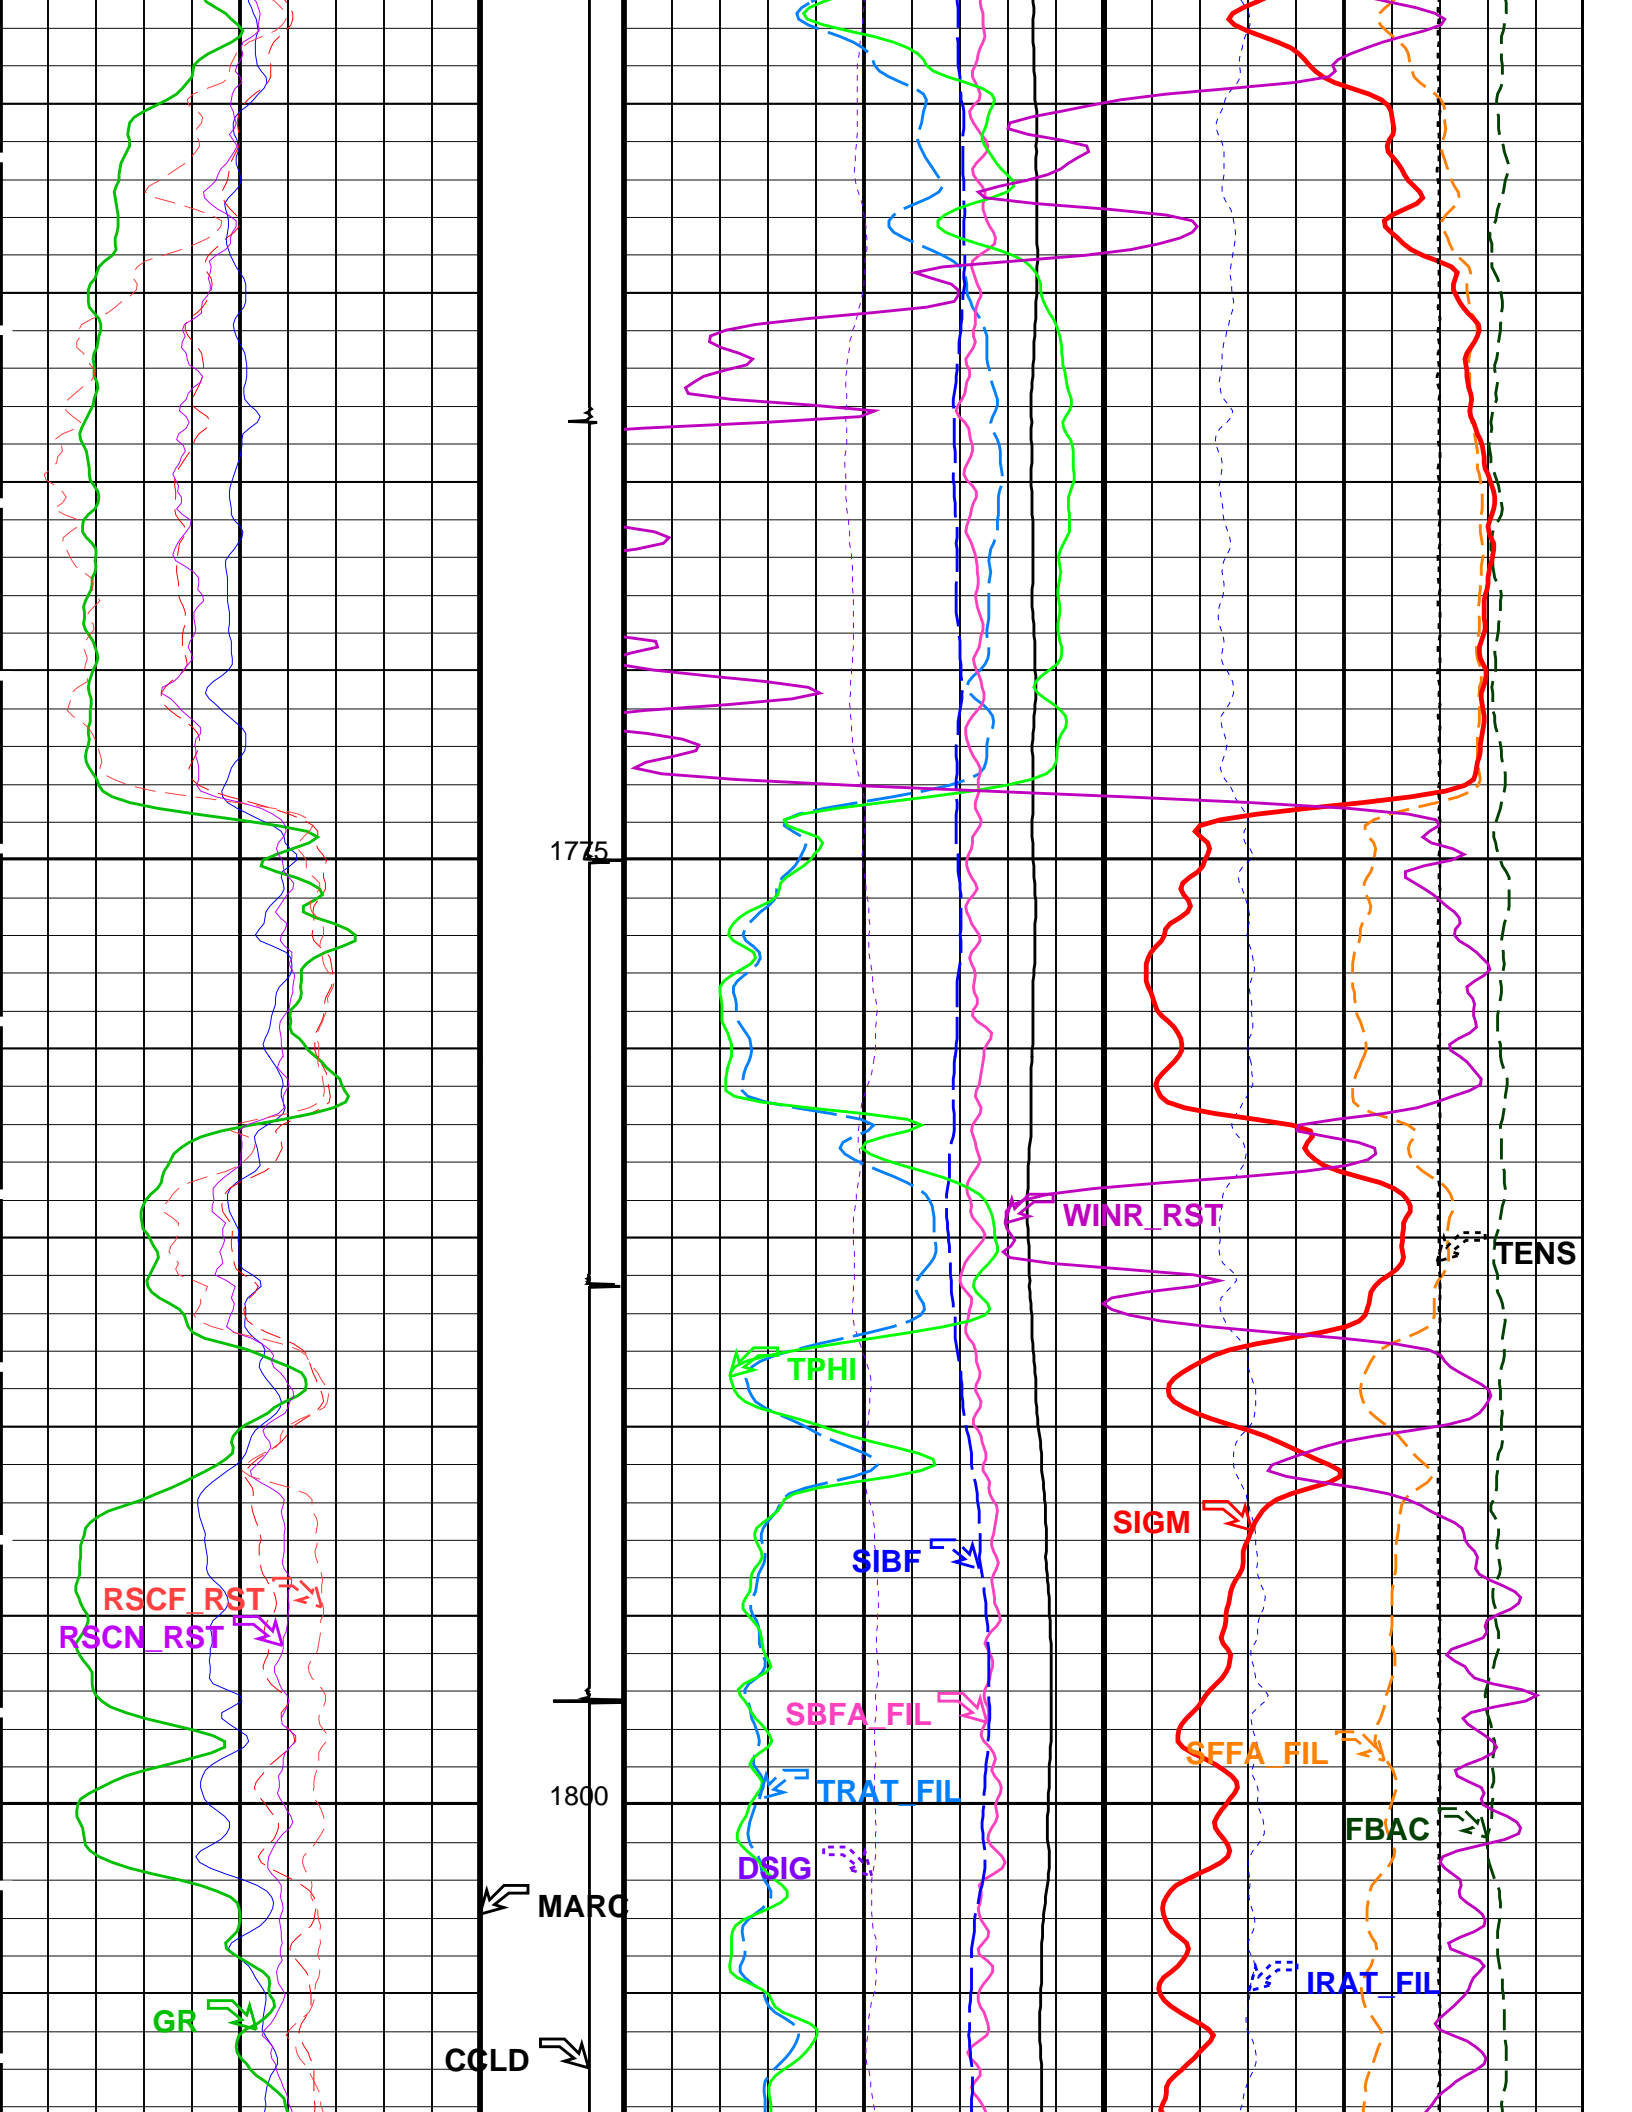 1775
WINR_RST
TENS
TPHI
SIGM
SIBF
RSCF_RST
RSCN_RST
SBFA_FIL
SFFA_FIL
TRAT_FIL
1800
FBAC
DSIG
MARC
IRAT_FIL
GR
CCLD